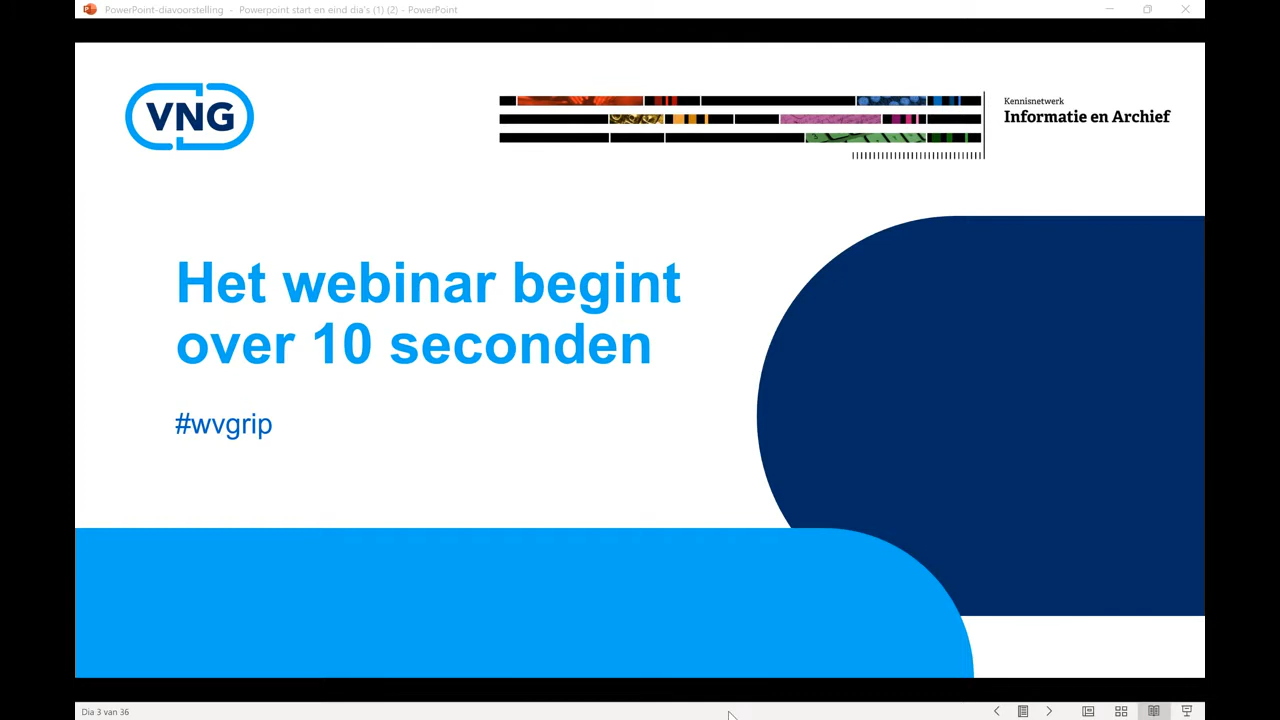 PowerPoint-diavoorstelling - Powerpoint start en eind dia's (1) (2) - PowerPoint
VNG
Kennisnetwerk
Informatie en Archief
Het webinar begint
over 10 seconden
#wvgrip
Dia 3 van 36